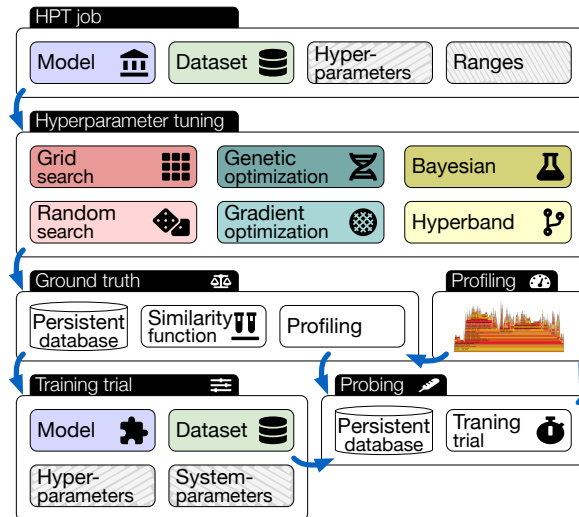 HPT job
Model
Dataset
Hyper-
parameters
Ranges
Hyperparameter tuning
Grid
search
Genetic
optimization
Bayesian
Random
search
Gradient
optimization
Hyperband
Ground truth
Profiling
Persistent
database
Similarity
function
Profiling
Training trial
Probing
Model
Dataset
Persistent
database
Traning
trial
Hyper-
parameters
System-
parameters